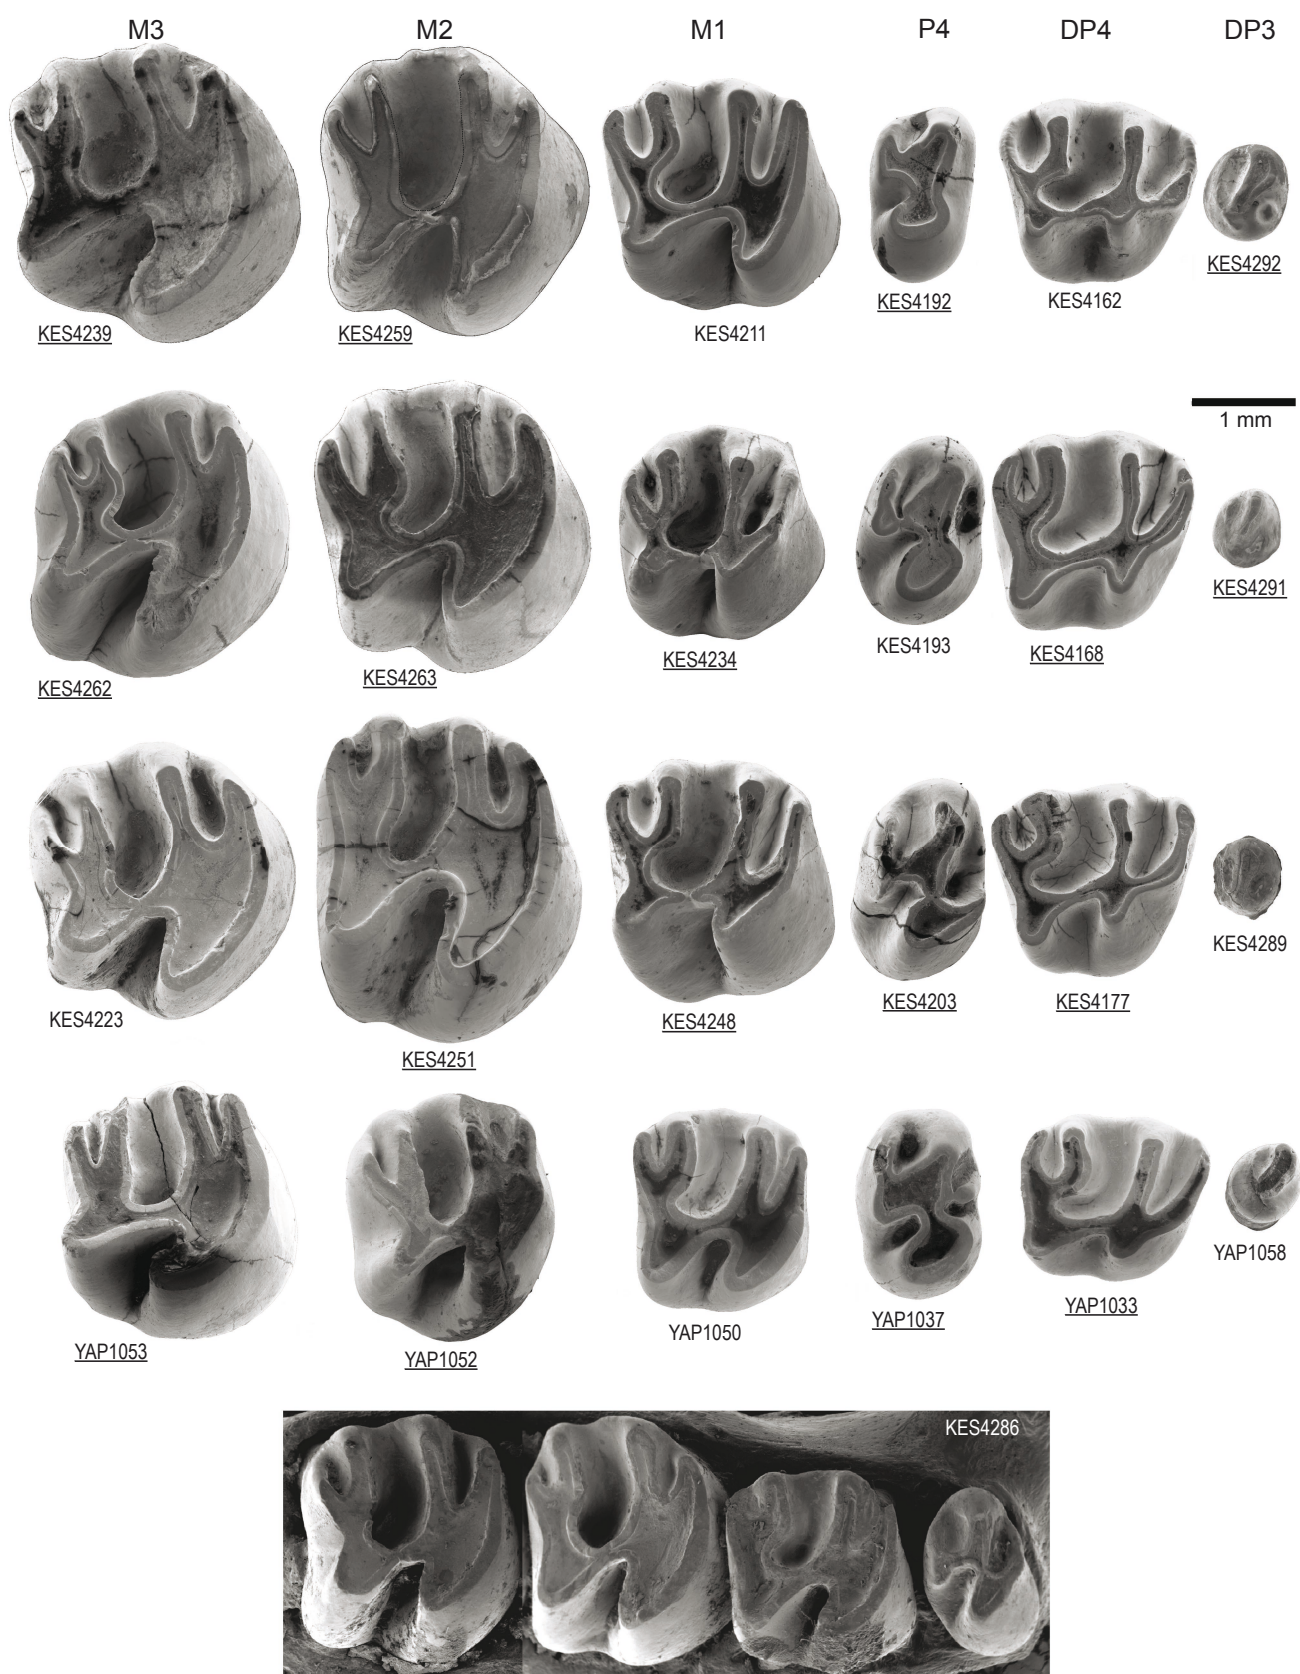 M3 M2 M1 P4 DP4 DP3
KES4239 KES4259 KES4211 KES4192 KES4162 KES4292
1 mm
KES4262 KES4263 KES4234 KES4193 KES4168 KES4291
KES4223 KES4251 KES4248 KES4203 KES4177 KES4289
YAP1053 YAP1052 YAP1050 YAP1037 YAP1033 YAP1058
KES4286